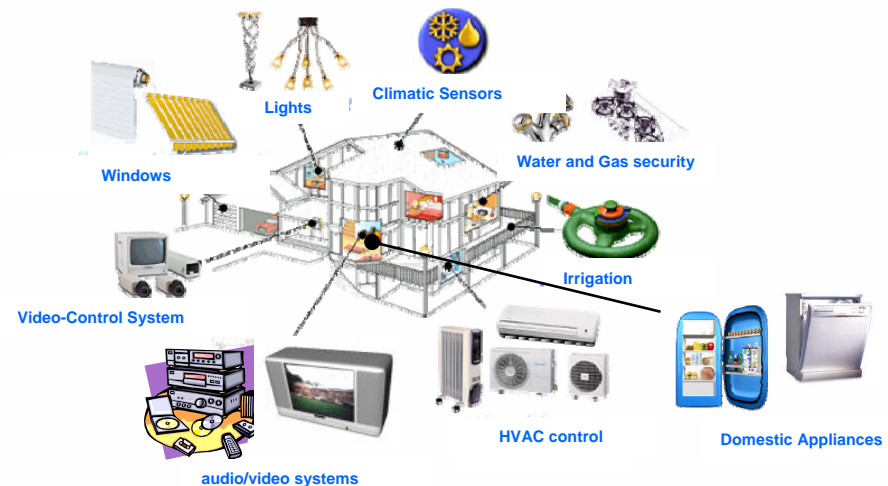 Lights
Climatic Sensors
Windows
Water and Gas security
Irrigation
Video-Control System
HVAC control
Domestic Appliances
audio/video systems